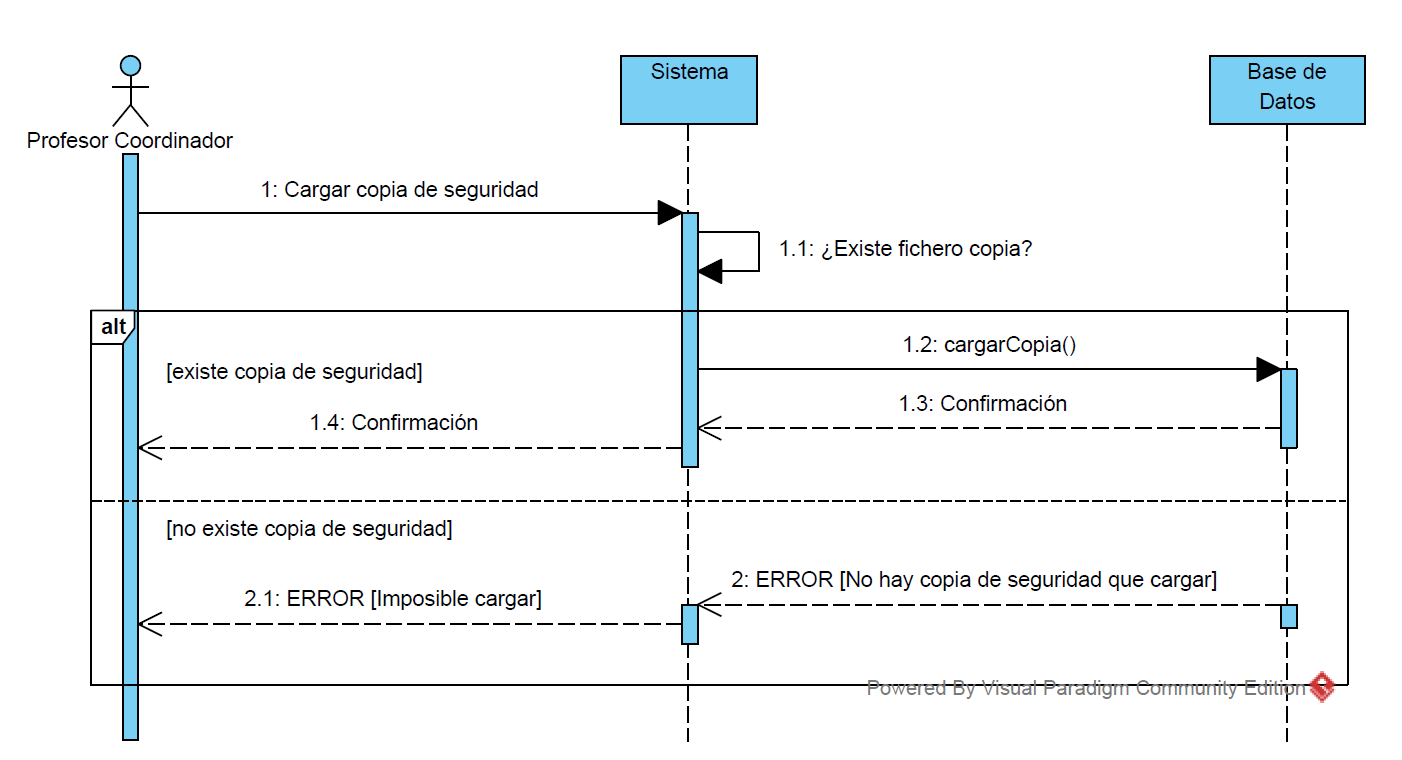 Sistema
Base de
Datos
Profesor Coordinador
1: Cargar copia de seguridad
1.1: ¿Existe fichero copia?
alt
1.2: cargarCopia()
[existe copia de seguridad]
1.3: Confirmación
1.4: Confirmación
[no existe copia de seguridad]
2: ERROR [No hay copia de seguridad que cargar]
2.1: ERROR [Imposible cargar]
Powered By Visual Paradigm Community Edition